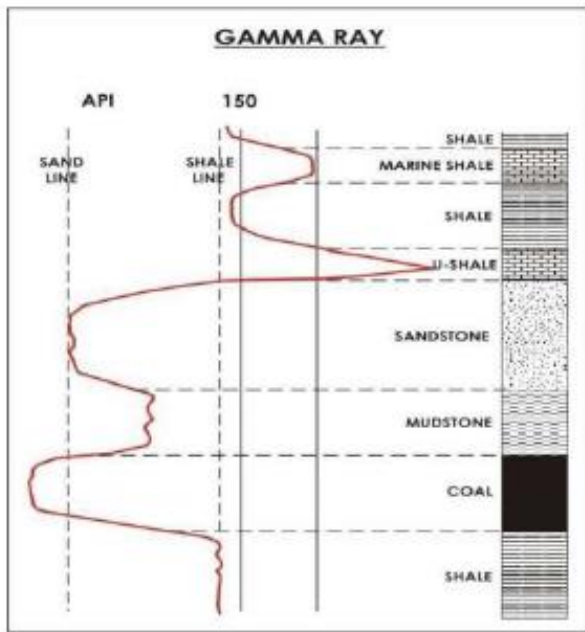 GAMMA RAY
API 150
SAND LINE
SHALE LINE
SHALE
MARINE SHALE
SHALE
U-SHALE
SANDSTONE
MUDSTONE
COAL
SHALE